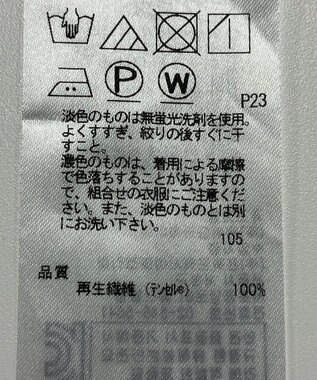 P
W
P23
淡色のものは無蛍光洗剤を使用。
よくすすぎ、絞りの後すぐに干
すこと。
濃色のものは、着用による摩擦
で色落ちすることがありますの
で、組合せの衣服にご注意くだ
さい。また、淡色のものとは別
にお洗い下さい。
105
品質
再生繊維(テンセル®) 100%